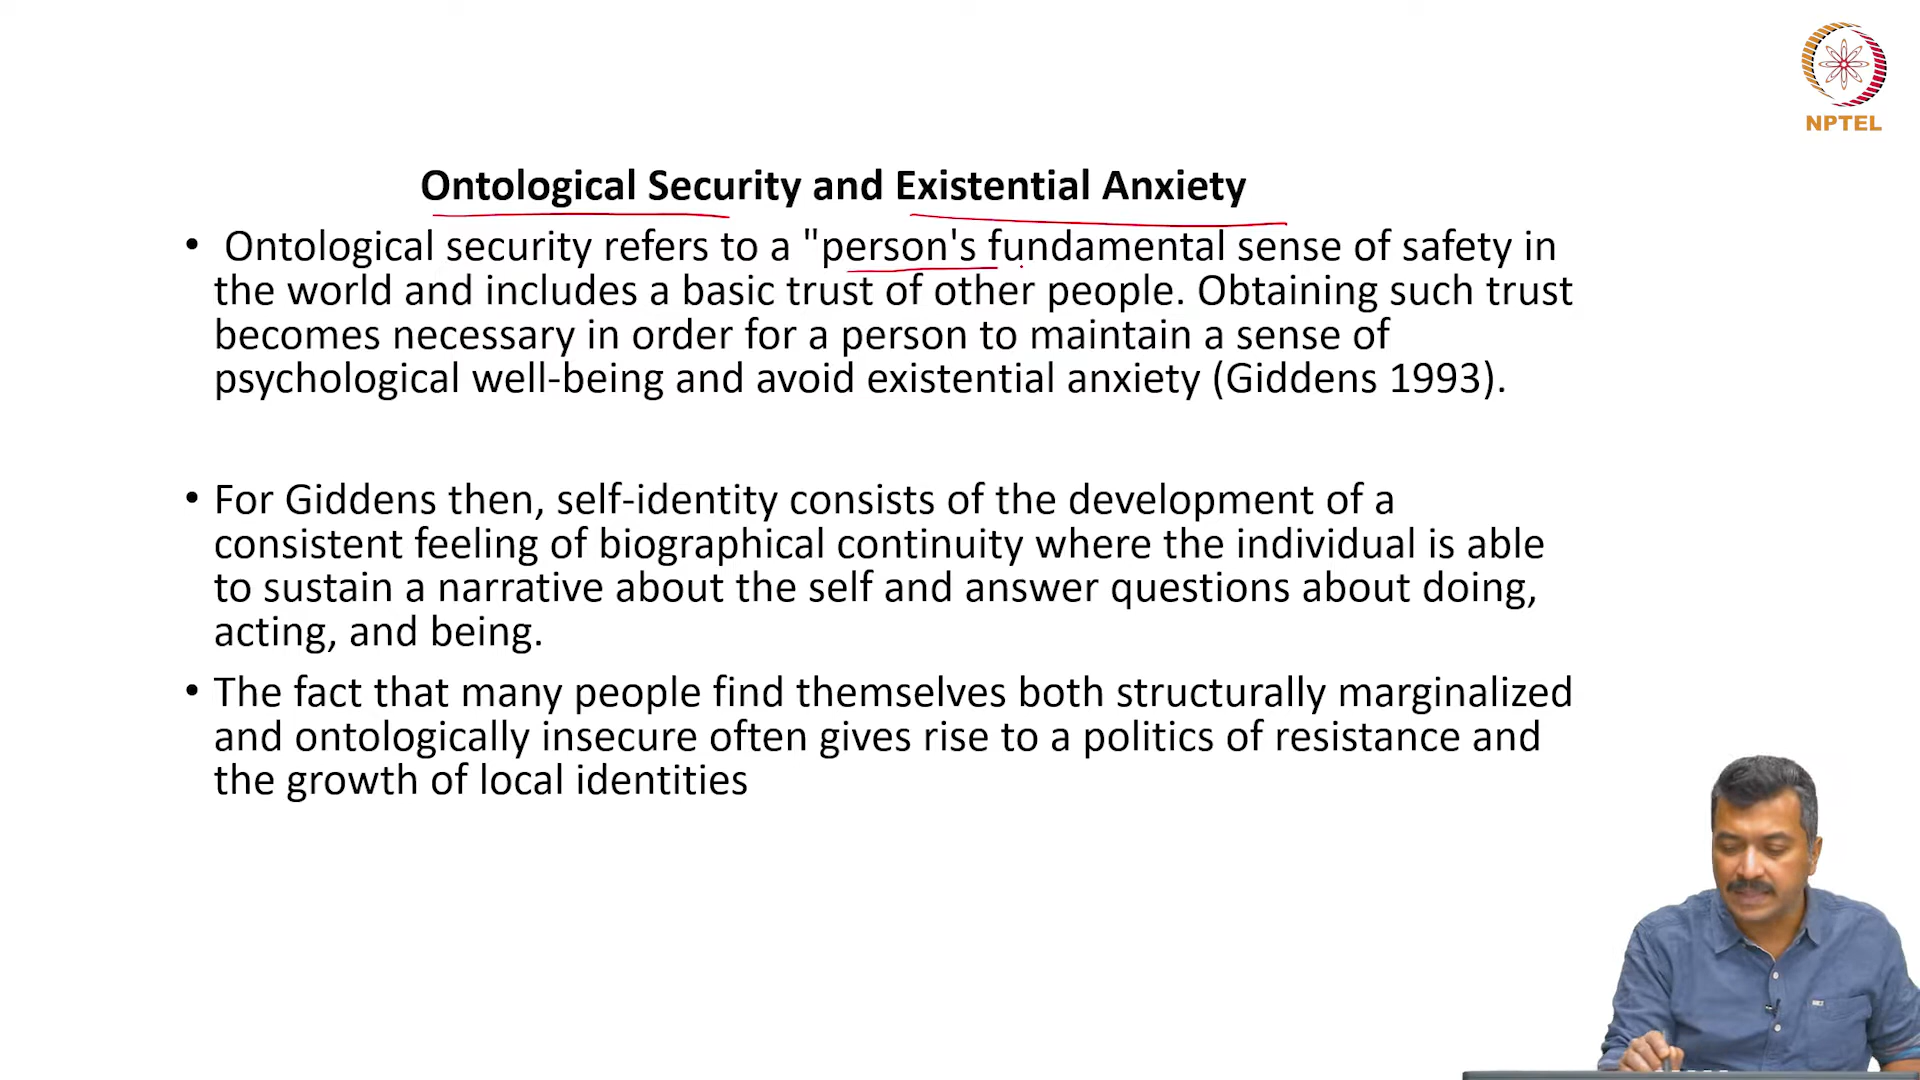 NPTEL
Ontological Security and Existential Anxiety
• Ontological security refers to a "person's fundamental sense of safety in
the world and includes a basic trust of other people. Obtaining such trust
becomes necessary in order for a person to maintain a sense of
psychological well-being and avoid existential anxiety (Giddens 1993).
• For Giddens then, self-identity consists of the development of a
consistent feeling of biographical continuity where the individual is able
to sustain a narrative about the self and answer questions about doing,
acting, and being.
• The fact that many people find themselves both structurally marginalized
and ontologically insecure often gives rise to a politics of resistance and
the growth of local identities